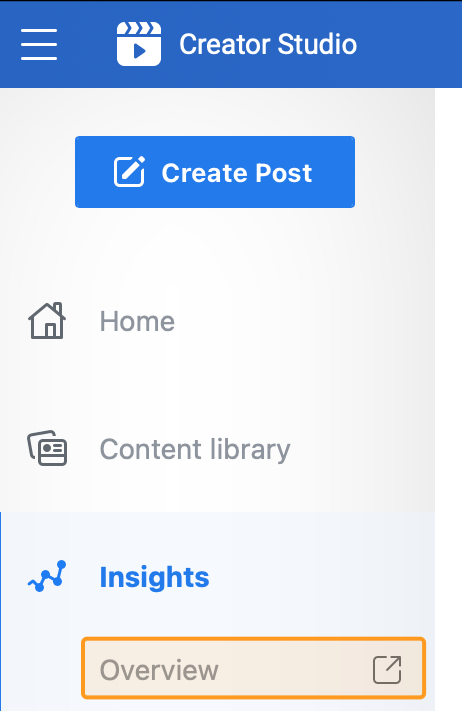 Creator Studio
Create Post
Home
Content library
Insights
Overview